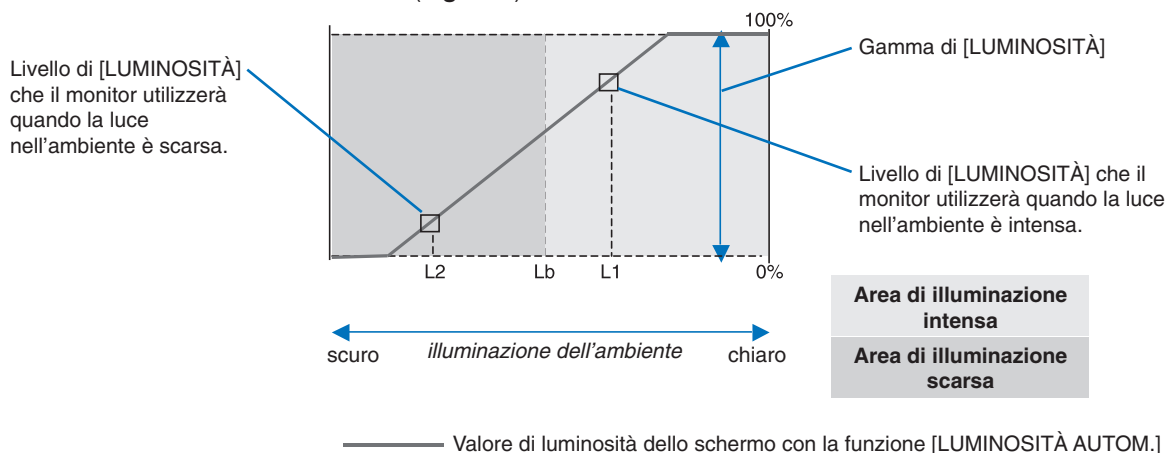 100%
Livello di [LUMINOSITÀ]
che il monitor utilizzerà
quando la luce
nell'ambiente è scarsa.
Gamma di [LUMINOSITÀ]
Livello di [LUMINOSITÀ] che il
monitor utilizzerà quando la luce
nell'ambiente è intensa.
L2
Lb
L1
0%
Area di illuminazione
intensa
Area di illuminazione
scarsa
scuro
illuminazione dell'ambiente
chiaro
Valore di luminosità dello schermo con la funzione [LUMINOSITÀ AUTOM.]